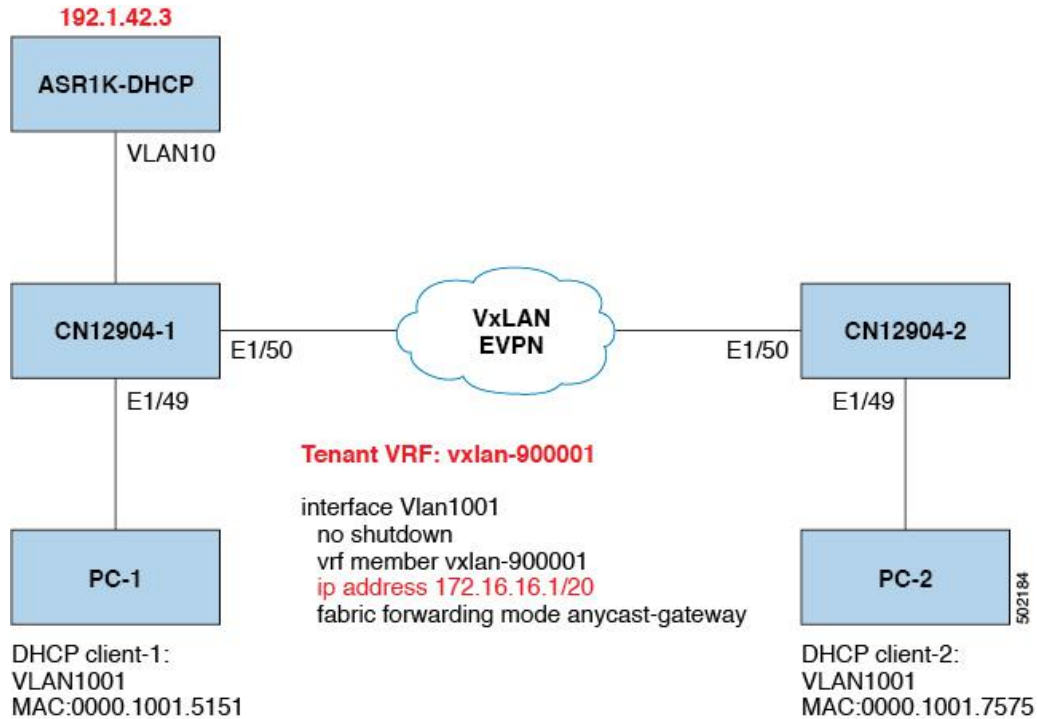 192.1.42.3
ASR1K-DHCP
VLAN10
CN12904-1
E1/50
VxLAN
EVPN
E1/50
CN12904-2
E1/49
E1/49
Tenant VRF: vxlan-900001
interface Vlan1001
no shutdown
vrf member vxlan-900001
ip address 172.16.16.1/20
fabric forwarding mode anycast-gateway
PC-1
PC-2
502184
DHCP client-1:
VLAN1001
MAC:0000.1001.5151
DHCP client-2:
VLAN1001
MAC:0000.1001.7575